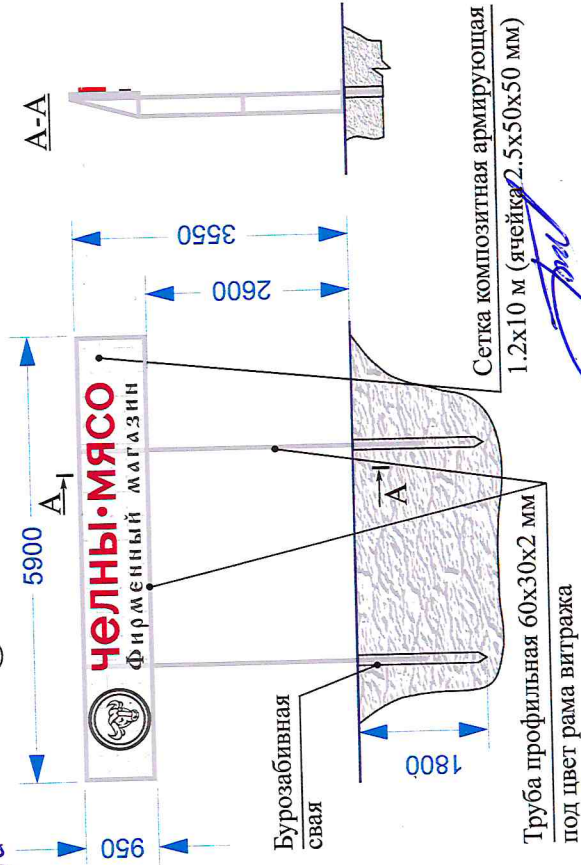 А-А
5900
А
950
ЧЕЛНЫ·МЯСО
Фирменный магазин
3550
2600
А
1800
Бурозабивная
свая
Сетка композитная армирующая
1.2х10 м (ячейка 2.5х50х50 мм)
Труба профильная 60х30х2 мм
под цвет рама витража